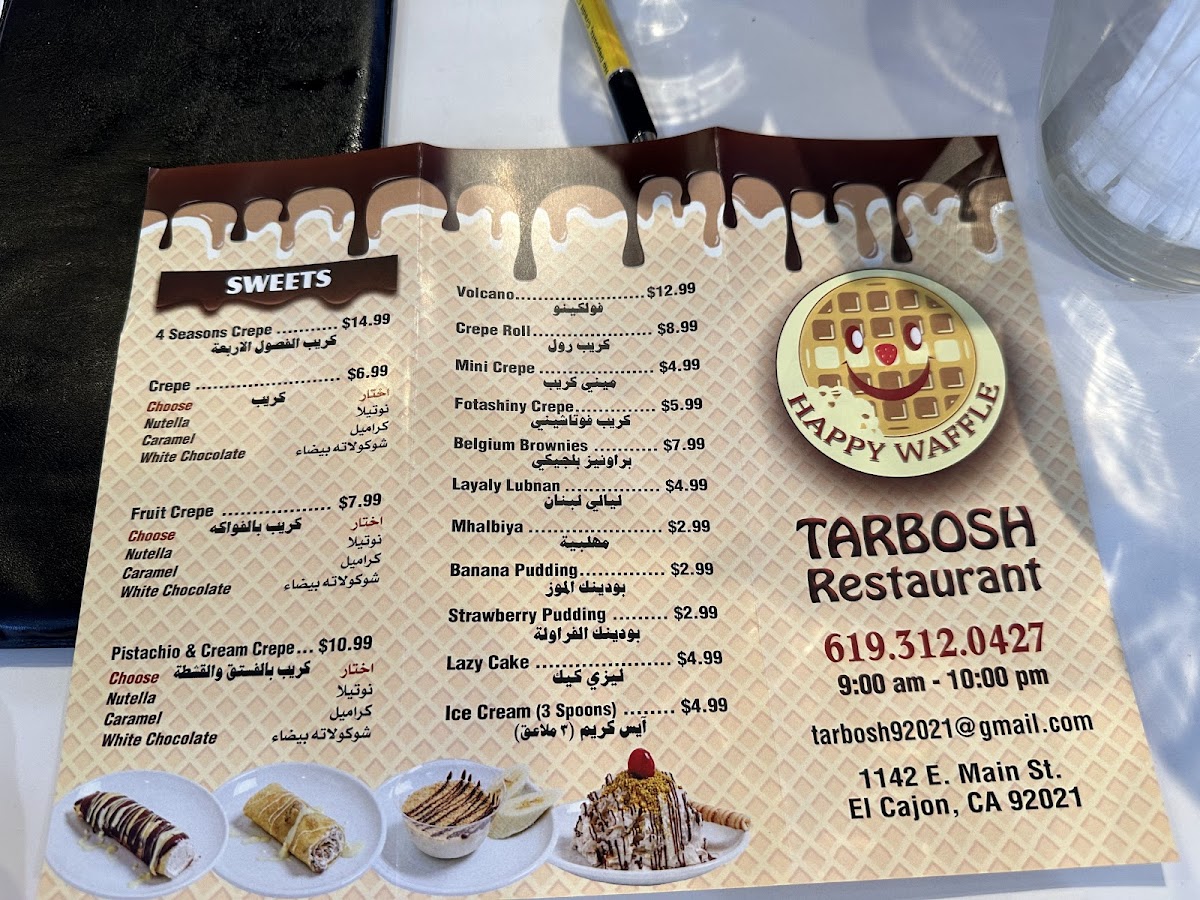 SWEETS
4 Seasons Crepe ........... $14.99
كريب الفصول الاربعة
Crepe ........................... $6.99
كريب
Choose اختار
Nutella نوتيلا
Caramel كراميل
White Chocolate شوكولاته بيضاء
Fruit Crepe .................... $7.99
كريب بالفواكه
Choose اختار
Nutella نوتيلا
Caramel كراميل
White Chocolate شوكولاته بيضاء
Pistachio & Cream Crepe... $10.99
كريب بالفستق والقشطة
Choose اختار
Nutella نوتيلا
Caramel كراميل
White Chocolate شوكولاته بيضاء
Volcano.......................$12.99
فولكينو
Crepe Roll...................... $8.99
كريب رول
Mini Crepe .................... $4.99
ميني كريب
Fotashiny Crepe.............. $5.99
كريب فوتاشيني
Belgium Brownies ........... $7.99
براونيز بلجيكي
Layaly Lubnan ................ $4.99
ليالي لبنان
Mhalbiya ....................... $2.99
مهلبية
Banana Pudding.............. $2.99
بودينك الموز
Strawberry Pudding ......... $2.99
بودينك الفراولة
Lazy Cake ..................... $4.99
ليزي كيك
Ice Cream (3 Spoons) ........ $4.99
آيس كريم (٣ ملاعق)
HAPPY WAFFLE
TARBOSH
Restaurant
619.312.0427
9:00 am - 10:00 pm
tarbosh92021@gmail.com
1142 E. Main St.
El Cajon, CA 92021